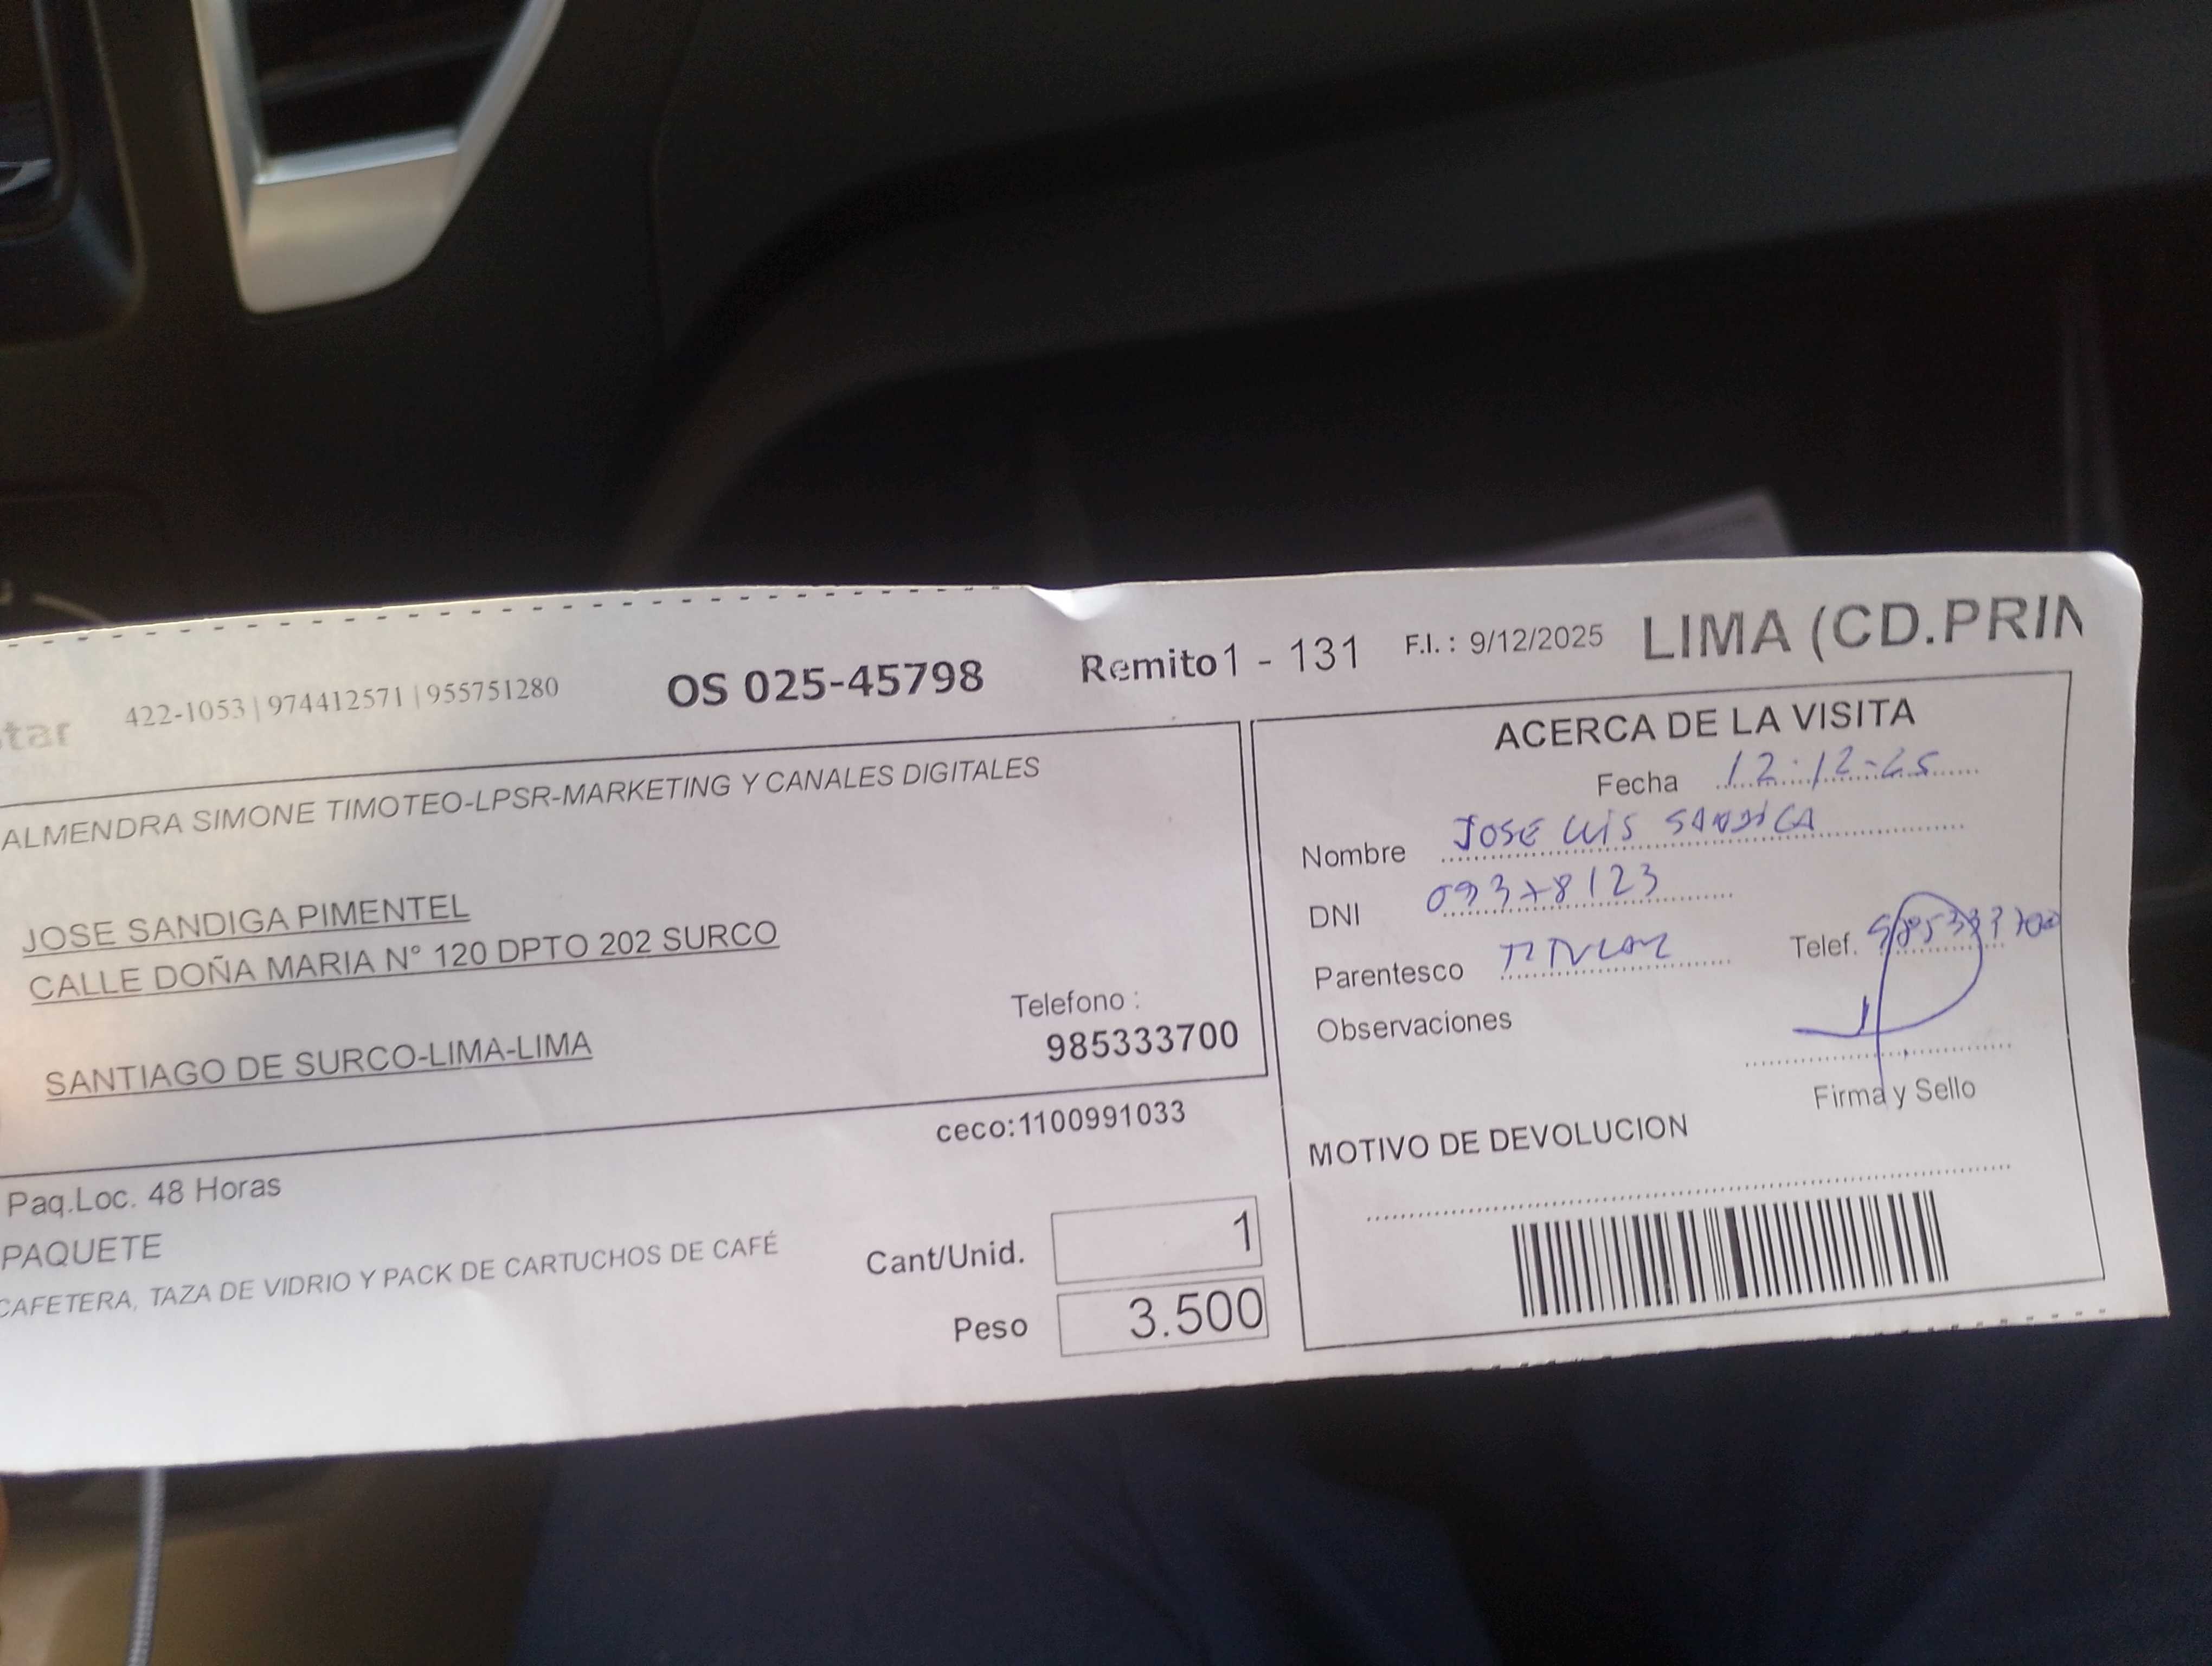 tar 422-1053 | 974412571 | 955751280 OS 025-45798 Remito1 - 131 F.I. : 9/12/2025 LIMA (CD.PRIN
ALMENDRA SIMONE TIMOTEO-LPSR-MARKETING Y CANALES DIGITALES
JOSE SANDIGA PIMENTEL
CALLE DOÑA MARIA N° 120 DPTO 202 SURCO
Telefono :
985333700
SANTIAGO DE SURCO-LIMA-LIMA
ceco:1100991033
Paq.Loc. 48 Horas
PAQUETE
CAFETERA, TAZA DE VIDRIO Y PACK DE CARTUCHOS DE CAFÉ
Cant/Unid. 1
Peso 3.500
ACERCA DE LA VISITA
Fecha 12-12-25
Nombre JOSE LUIS SANDIGA
DNI 09378123
Parentesco TITULAR Telef. 985333700
Observaciones
Firma y Sello
MOTIVO DE DEVOLUCION